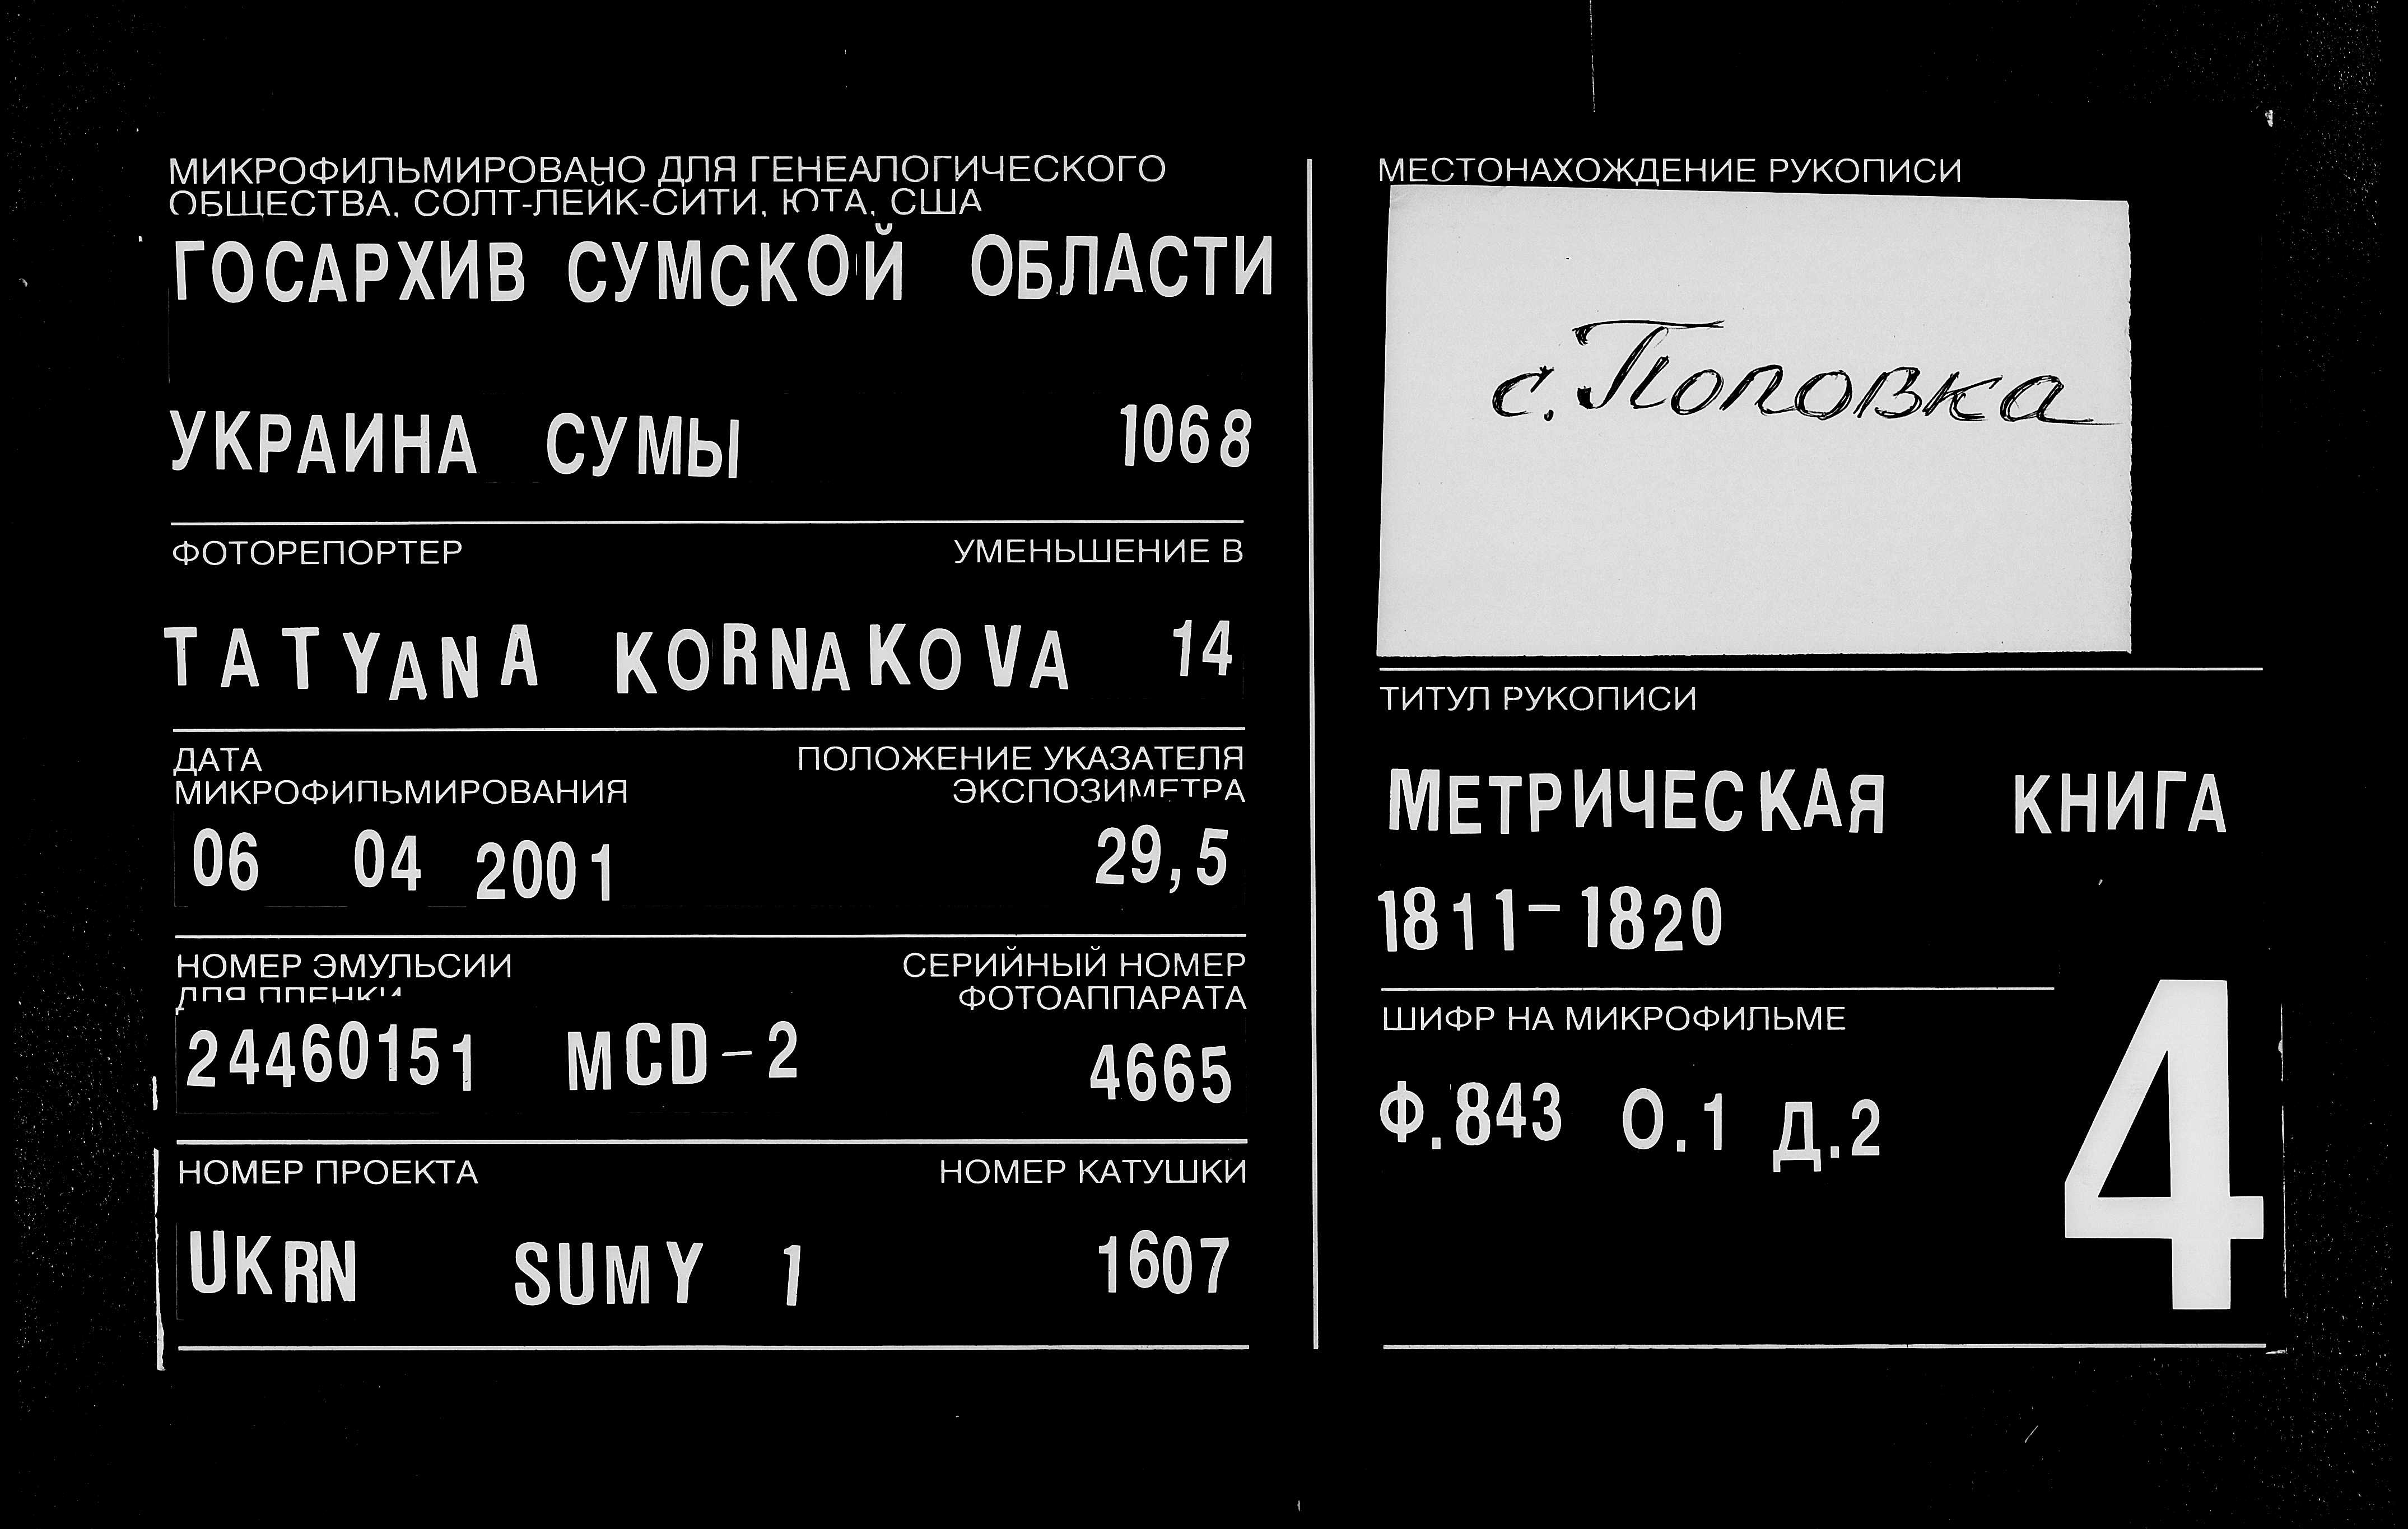 МИКРОФИЛЬМИРОВАНО ДЛЯ ГЕНЕАЛОГИЧЕСКОГО
ОБЩЕСТВА, СОЛТ-ЛЕЙК-СИТИ, ЮТА, США
ГОСАРХИВ СУМСКОЙ ОБЛАСТИ
УКРАИНА СУМЫ 1068
ФОТОРЕПОРТЕР УМЕНЬШЕНИЕ В
TATYANA KORNAKOVA 14
ДАТА ПОЛОЖЕНИЕ УКАЗАТЕЛЯ
МИКРОФИЛЬМИРОВАНИЯ ЭКСПОЗИМЕТРА
06 04 2001 29,5
НОМЕР ЭМУЛЬСИИ СЕРИЙНЫЙ НОМЕР
ДЛЯ ПЛЕНКИ ФОТОАППАРАТА
24460151 MCD-2 4665
НОМЕР ПРОЕКТА НОМЕР КАТУШКИ
UKRN SUMY 1 1607
МЕСТОНАХОЖДЕНИЕ РУКОПИСИ
с. Поповка
ТИТУЛ РУКОПИСИ
МЕТРИЧЕСКАЯ КНИГА
1811-1820
ШИФР НА МИКРОФИЛЬМЕ
Ф.843 О.1 Д.2
4